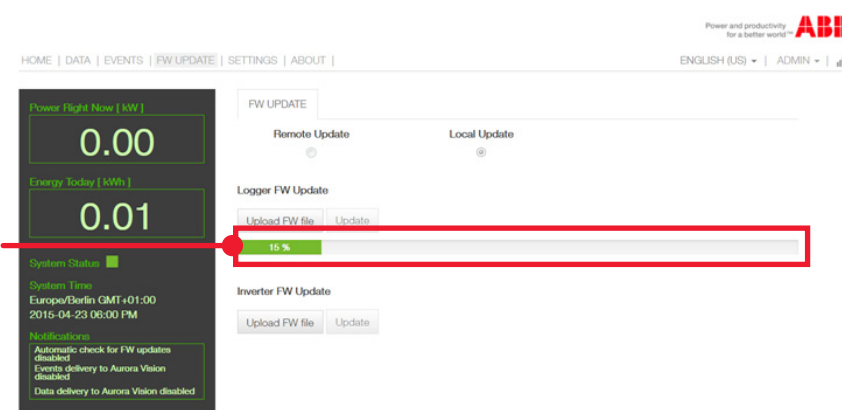 Power and productivity
for a better world™ ABB
HOME | DATA | EVENTS | FW UPDATE | SETTINGS | ABOUT |
ENGLISH (US) | ADMIN |
Power Right Now [ kW ]
0.00
Energy Today [ kWh ]
0.01
System Status
System Time
Europe/Berlin GMT+01:00
2015-04-23 06:00 PM
Notifications
Automatic check for FW updates
disabled
Events delivery to Aurora Vision
disabled
Data delivery to Aurora Vision disabled
FW UPDATE
Remote Update Local Update
Logger FW Update
Upload FW file Update
15 %
Inverter FW Update
Upload FW file Update